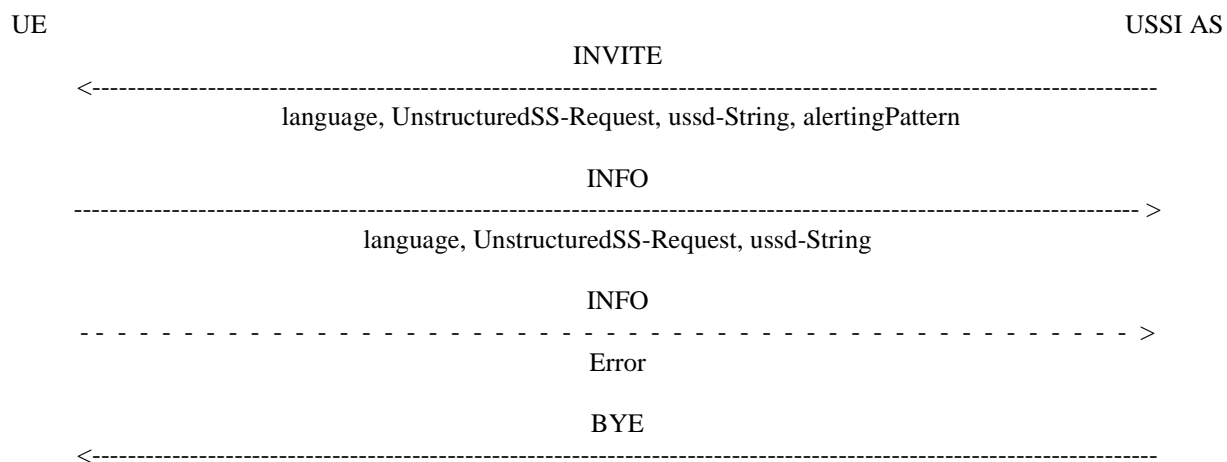 UE USSI AS
INVITE
<-----------------------------------------------------------------------------------------------------------------------
language, UnstructuredSS-Request, ussd-String, alertingPattern
INFO
----------------------------------------------------------------------------------------------------------------------- >
language, UnstructuredSS-Request, ussd-String
INFO
- - - - - - - - - - - - - - - - - - - - - - - - - - - - - - - - - - - - - - - - - - - - >
Error
BYE
<-----------------------------------------------------------------------------------------------------------------------